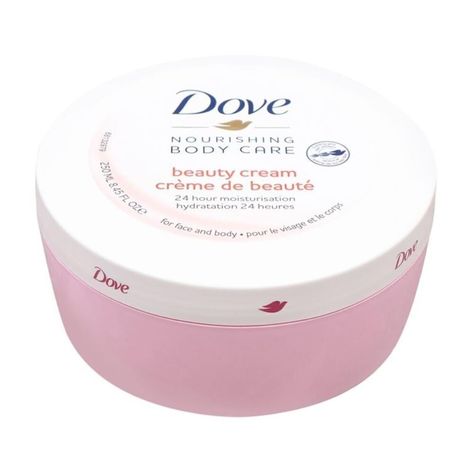 Dove
NOURISHING
BODY CARE
beauty cream
crème de beauté
24 hour moisturisation
hydratation 24 heures
for face and body • pour le visage et le corps
250 ML 8.45 FL OZ℮
Dove
Dove